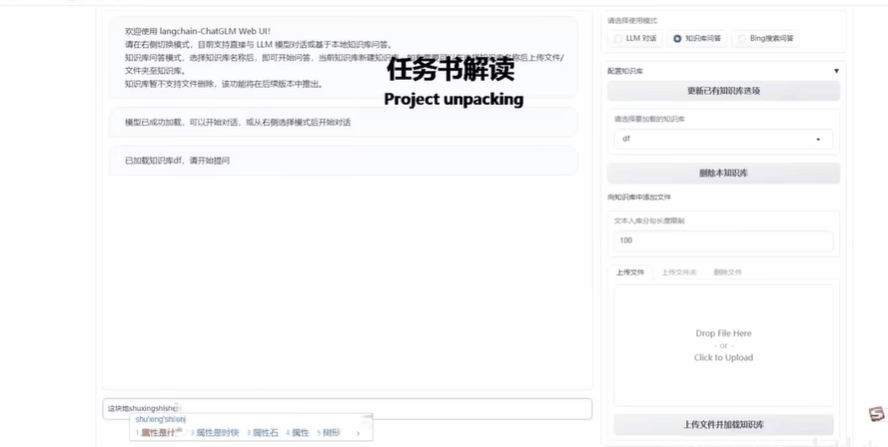 欢迎使用 langchain-ChatGLM Web UI!
请在右侧切换模式，目前支持直接与 LLM 模型对话或基于本地知识库问答。
知识库问答模式，选择知识库名称后，即可开始问答，当前知识库新建知识库
名称后上传文件/
文件夹至知识库。
知识库暂不支持文件删除，该功能将在后续版本中推出。
任务书解读
Project unpacking
模型已成功加载，可以开始对话，或从右侧选择模式后开始对话
已加载知识库df，请开始提问
这块地shuxingshishe
shu'xing'shi'shen
1.属性是什 2.属性是时候 3.属性石 4.属性 5.树形
请选择使用模式
LLM 对话 知识库问答 Bing搜索问答
配置知识库
更新已有知识库选项
请选择要加载的知识库
df
删除本知识库
向知识库中添加文件
文本入库分句长度限制
100
上传文件 上传文件夹 删除文件
Drop File Here
- or -
Click to Upload
上传文件并加载知识库